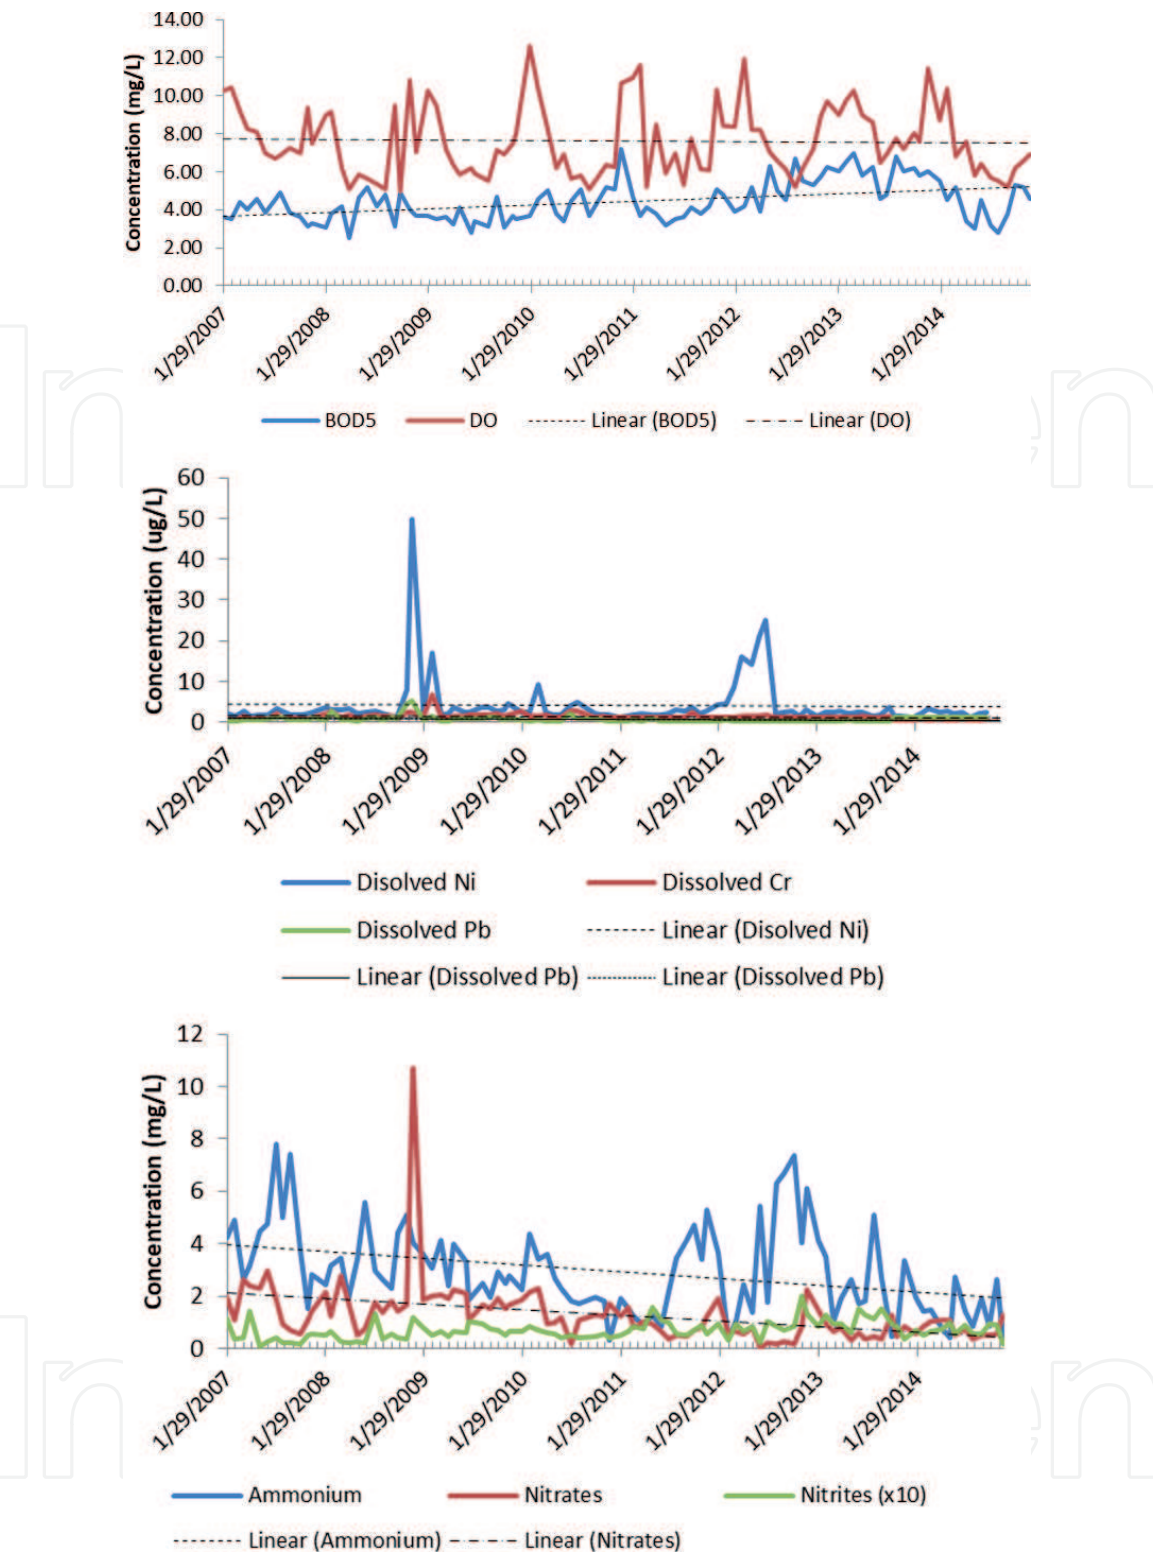 14.00
12.00
10.00
8.00
6.00
4.00
2.00
0.00
Concentration (mg/L)
1/29/2007 1/29/2008 1/29/2009 1/29/2010 1/29/2011 1/29/2012 1/29/2013 1/29/2014
BOD5 DO Linear (BOD5) Linear (DO)
60
50
40
30
20
10
0
Concentration (ug/L)
1/29/2007 1/29/2008 1/29/2009 1/29/2010 1/29/2011 1/29/2012 1/29/2013 1/29/2014
Disolved Ni Dissolved Cr
Dissolved Pb Linear (Disolved Ni)
Linear (Dissolved Pb) Linear (Dissolved Pb)
12
10
8
6
4
2
0
Concentration (mg/L)
1/29/2007 1/29/2008 1/29/2009 1/29/2010 1/29/2011 1/29/2012 1/29/2013 1/29/2014
Ammonium Nitrates Nitrites (x10)
Linear (Ammonium) Linear (Nitrates)